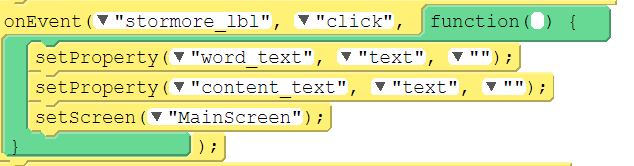 onEvent("stormore_lbl", "click", function() {
setProperty("word_text", "text", "");
setProperty("content_text", "text", "");
setScreen("MainScreen");
} );